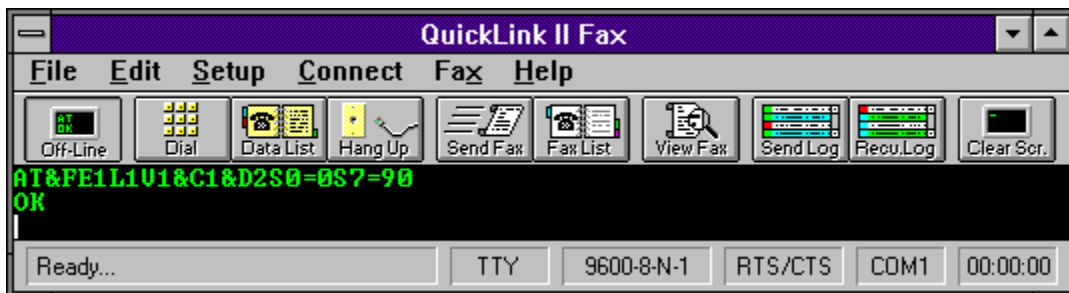 QuickLink II Fax
File Edit Setup Connect Fax Help
AT OK
Off-Line Dial Data List Hang Up Send Fax Fax List View Fax Send Log Recv.Log Clear Scr.
AT&FE1L1V1&C1&D2S0=0S7=90
OK
Ready... TTY 9600-8-N-1 RTS/CTS COM1 00:00:00